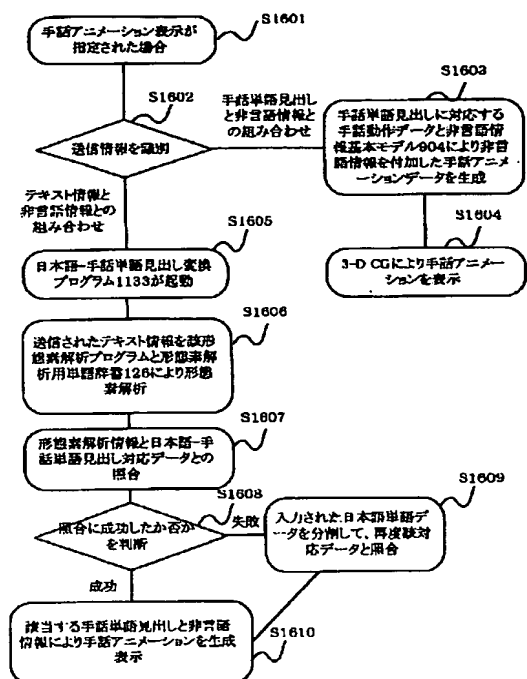 S1601
手話アニメーション表示が
指定された場合
S1602
送信情報を識別
手話単語見出し
と非言語情報と
の組み合わせ
S1603
手話単語見出しに対応する
手話動作データと非言語情
報基本モデル904により非言
語情報を付加した手話アニ
メーションデータを生成
S1604
3-D CGにより手話アニメー
ションを表示
テキスト情報と
非言語情報との
組み合わせ
S1605
日本語-手話単語見出し変換
プログラム1133が起動
S1606
送信されたテキスト情報を該形
態素解析プログラムと形態素解
析用単語辞書126により形態
素解析
S1607
形態素解析情報と日本語-手
話単語見出し対応データとの
照合
S1608
照合に成功したか否か
を判断
失敗
S1609
入力された日本語単語デ
ータを分割して、再度該対
応データと照合
成功
該当する手話単語見出しと非言語
情報により手話アニメーションを生成
表示
S1610